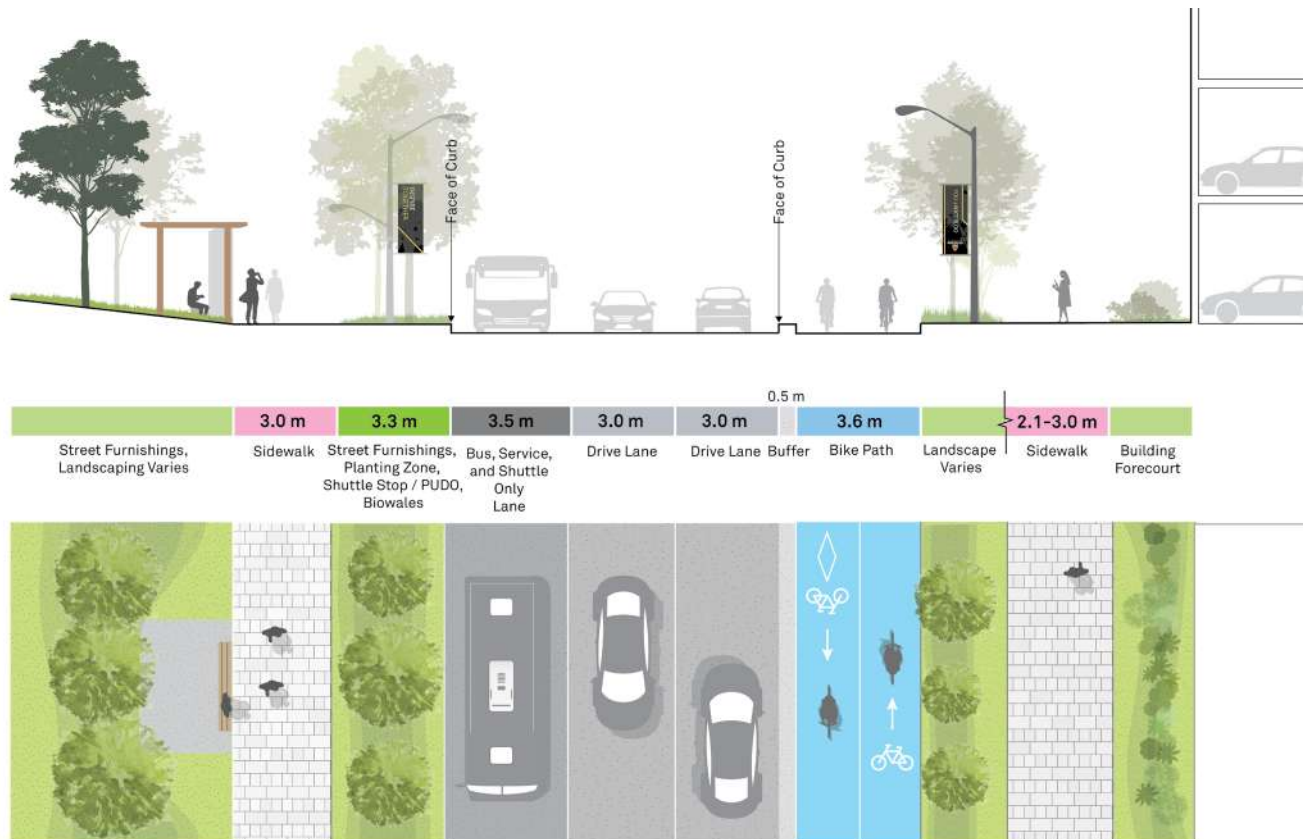 Face of Curb
Face of Curb
0.5 m
3.0 m
3.3 m
3.5 m
3.0 m
3.0 m
3.6 m
2.1-3.0 m
Street Furnishings,
Landscaping Varies
Sidewalk
Street Furnishings,
Planting Zone,
Shuttle Stop / PUDO,
Biowales
Bus, Service,
and Shuttle
Only
Lane
Drive Lane
Drive Lane
Buffer
Bike Path
Landscape
Varies
Sidewalk
Building
Forecourt